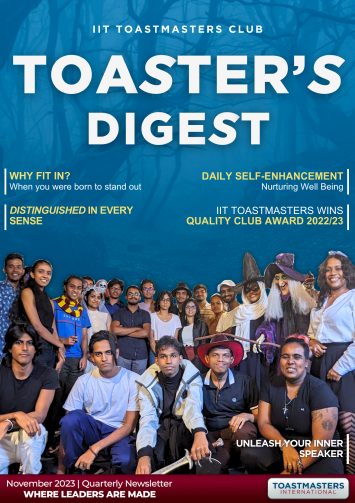 IIT TOASTMASTERS CLUB
TOASTER'S
DIGEST
WHY FIT IN?
When you were born to stand out
DISTINGUISHED IN EVERY
SENSE
DAILY SELF-ENHANCEMENT
Nurturing Well Being
IIT TOASTMASTERS WINS
QUALITY CLUB AWARD 2022/23
UNLEASH YOUR INNER
SPEAKER
November 2023 | Quarterly Newsletter
WHERE LEADERS ARE MADE
TOASTMASTERS
INTERNATIONAL